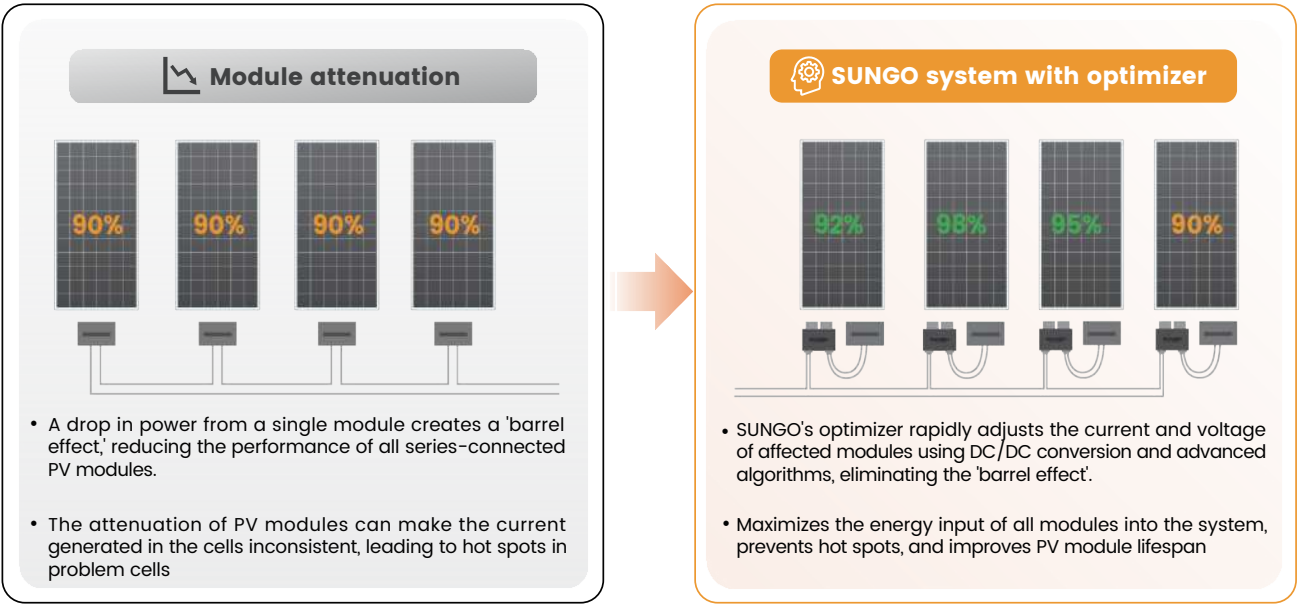 Module attenuation
90%
90%
90%
90%
• A drop in power from a single module creates a 'barrel
effect,' reducing the performance of all series-connected
PV modules.
• The attenuation of PV modules can make the current
generated in the cells inconsistent, leading to hot spots in
problem cells
SUNGO system with optimizer
92%
98%
95%
90%
• SUNGO's optimizer rapidly adjusts the current and voltage
of affected modules using DC/DC conversion and advanced
algorithms, eliminating the 'barrel effect'.
• Maximizes the energy input of all modules into the system,
prevents hot spots, and improves PV module lifespan